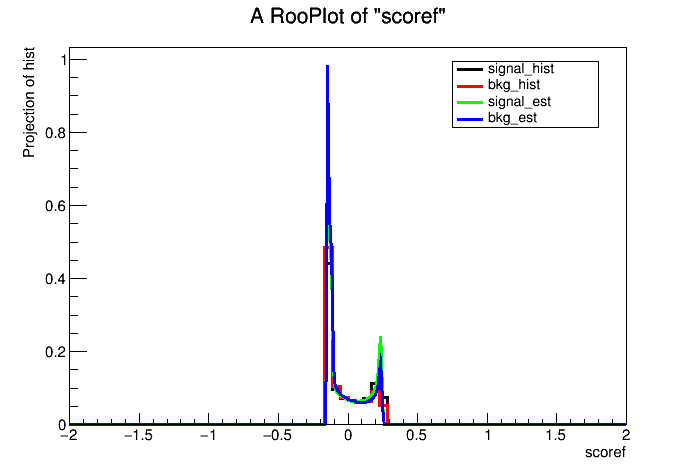 A RooPlot of "scoref"
Projection of hist
1
0.8
0.6
0.4
0.2
0
signal_hist
bkg_hist
signal_est
bkg_est
−2 −1.5 −1 −0.5 0 0.5 1 1.5 2
scoref